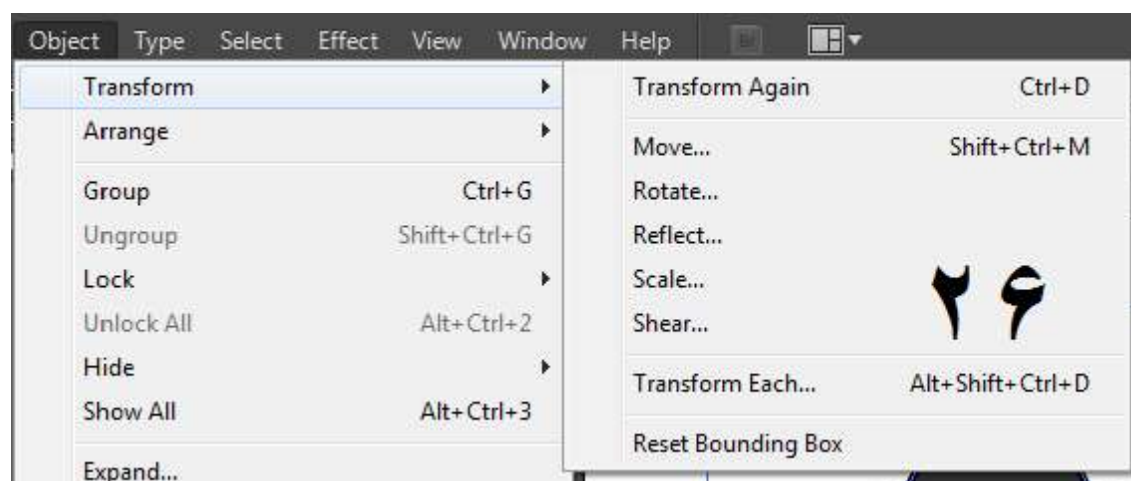 Object Type Select Effect View Window Help
Transform
Arrange
Group Ctrl+G
Ungroup Shift+Ctrl+G
Lock
Unlock All Alt+Ctrl+2
Hide
Show All Alt+Ctrl+3
Expand...
Transform Again Ctrl+D
Move... Shift+Ctrl+M
Rotate...
Reflect...
Scale...
Shear...
۲۶
Transform Each... Alt+Shift+Ctrl+D
Reset Bounding Box